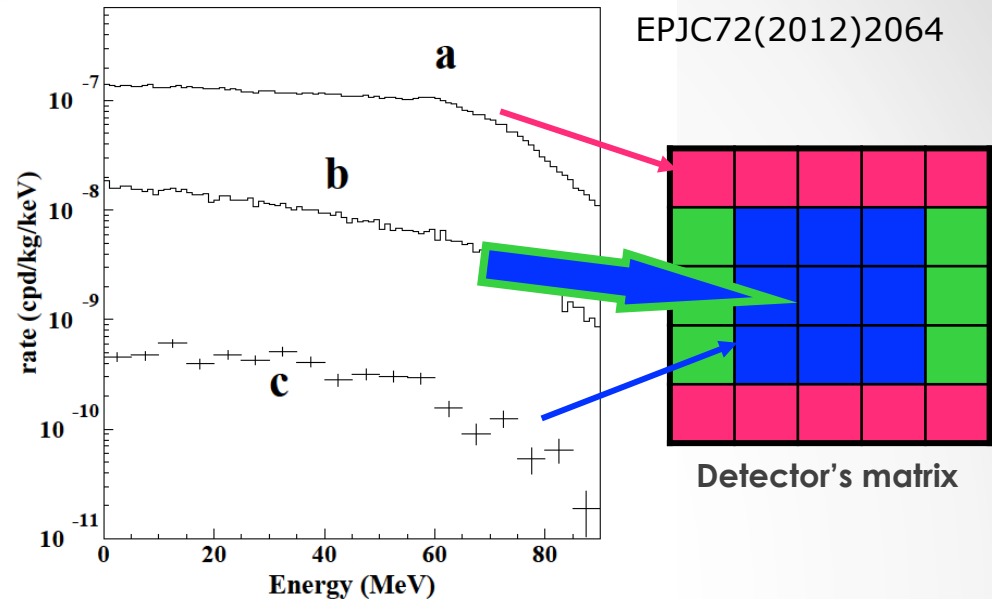 EPJC72(2012)2064
a
b
c
rate (cpd/kg/keV)
10 -7
10 -8
10 -9
10 -10
10 -11
0 20 40 60 80
Energy (MeV)
Detector's matrix